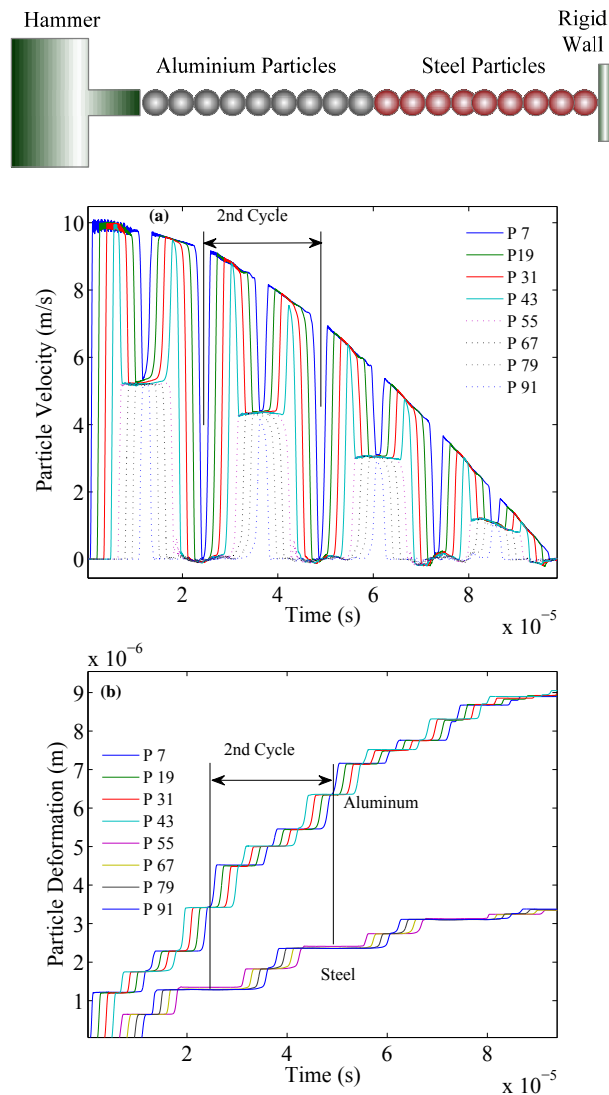 Hammer
Rigid
Wall
Aluminium Particles
Steel Particles
(a)
2nd Cycle
10
8
6
4
2
0
Particle Velocity (m/s)
P 7
P19
P 31
P 43
P 55
P 67
P 79
P 91
2
4
6
8
Time (s)
x 10⁻⁵
x 10⁻⁶
(b)
9
8
7
6
5
4
3
2
1
Particle Deformation (m)
2nd Cycle
P 7
P 19
P 31
P 43
P 55
P 67
P 79
P 91
Aluminum
Steel
2
4
6
8
Time (s)
x 10⁻⁵